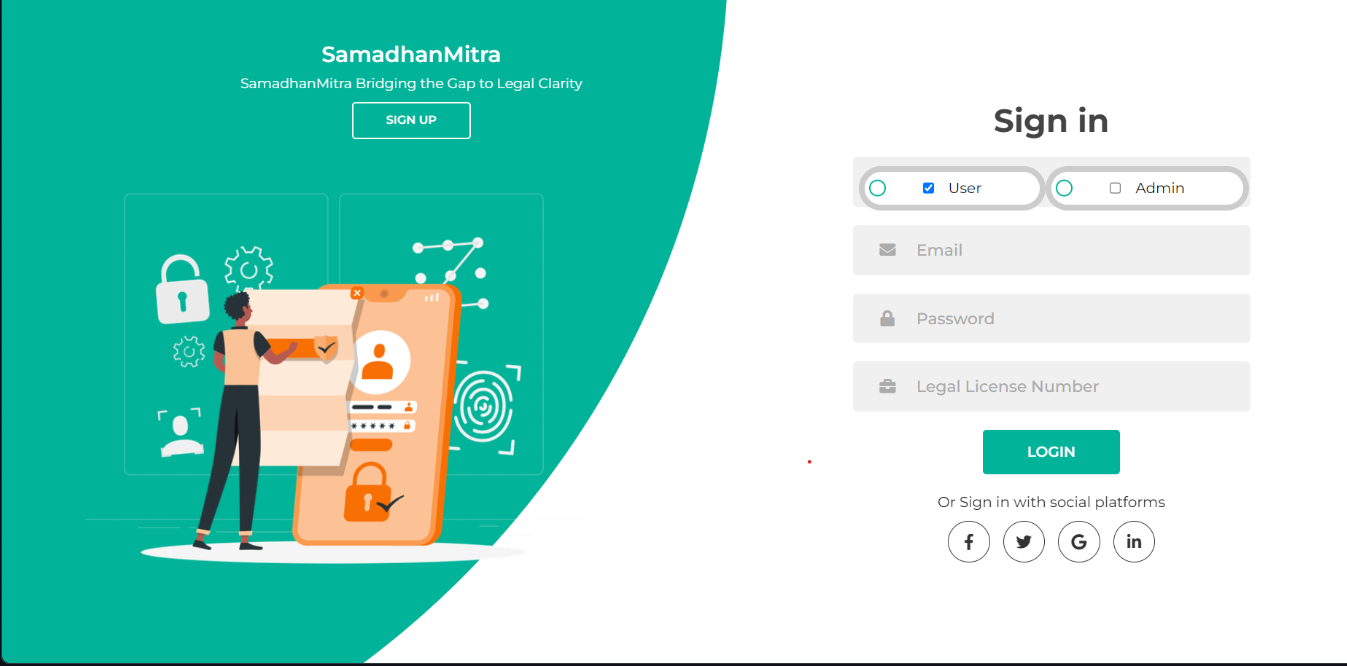 SamadhanMitra
SamadhanMitra Bridging the Gap to Legal Clarity
SIGN UP
Sign in
User
Admin
Email
Password
Legal License Number
LOGIN
Or Sign in with social platforms